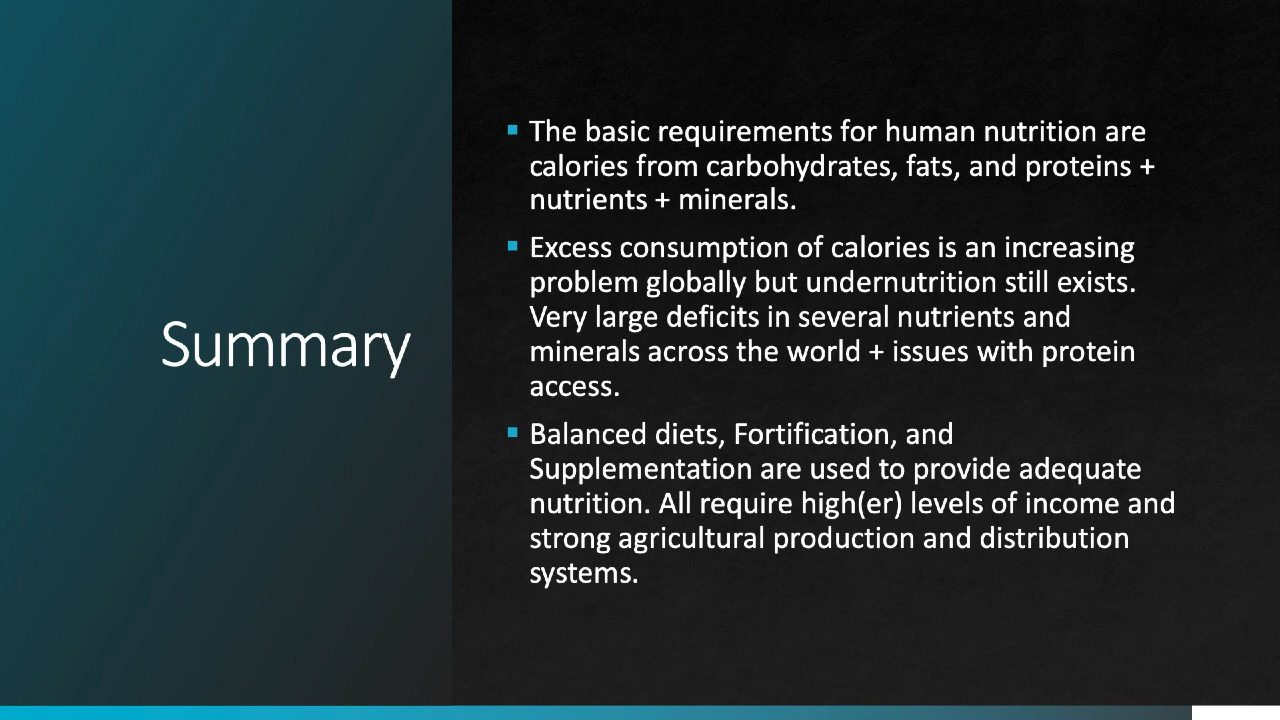 Summary
▪ The basic requirements for human nutrition are
calories from carbohydrates, fats, and proteins +
nutrients + minerals.
▪ Excess consumption of calories is an increasing
problem globally but undernutrition still exists.
Very large deficits in several nutrients and
minerals across the world + issues with protein
access.
▪ Balanced diets, Fortification, and
Supplementation are used to provide adequate
nutrition. All require high(er) levels of income and
strong agricultural production and distribution
systems.